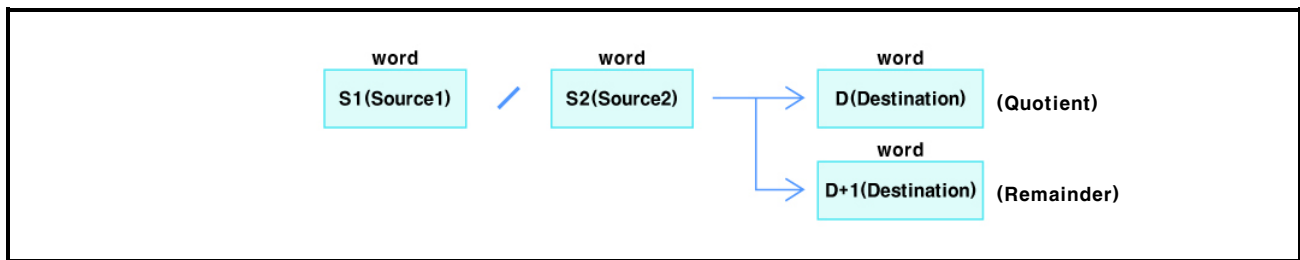 word word word
S1(Source1) / S2(Source2) D(Destination) (Quotient)
word
D+1(Destination) (Remainder)